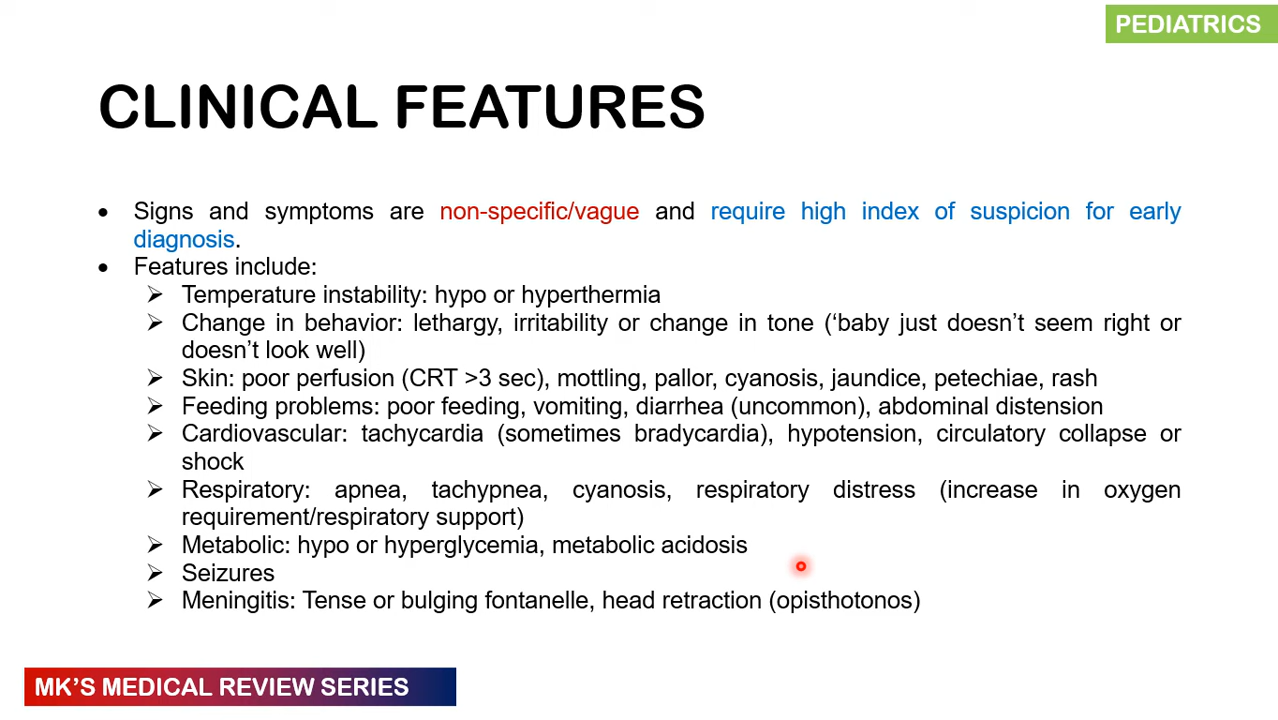 PEDIATRICS
CLINICAL FEATURES
• Signs and symptoms are non-specific/vague and require high index of suspicion for early
diagnosis.
• Features include:
➢ Temperature instability: hypo or hyperthermia
➢ Change in behavior: lethargy, irritability or change in tone (‘baby just doesn’t seem right or
doesn’t look well)
➢ Skin: poor perfusion (CRT >3 sec), mottling, pallor, cyanosis, jaundice, petechiae, rash
➢ Feeding problems: poor feeding, vomiting, diarrhea (uncommon), abdominal distension
➢ Cardiovascular: tachycardia (sometimes bradycardia), hypotension, circulatory collapse or
shock
➢ Respiratory: apnea, tachypnea, cyanosis, respiratory distress (increase in oxygen
requirement/respiratory support)
➢ Metabolic: hypo or hyperglycemia, metabolic acidosis
➢ Seizures
➢ Meningitis: Tense or bulging fontanelle, head retraction (opisthotonos)
MK’S MEDICAL REVIEW SERIES